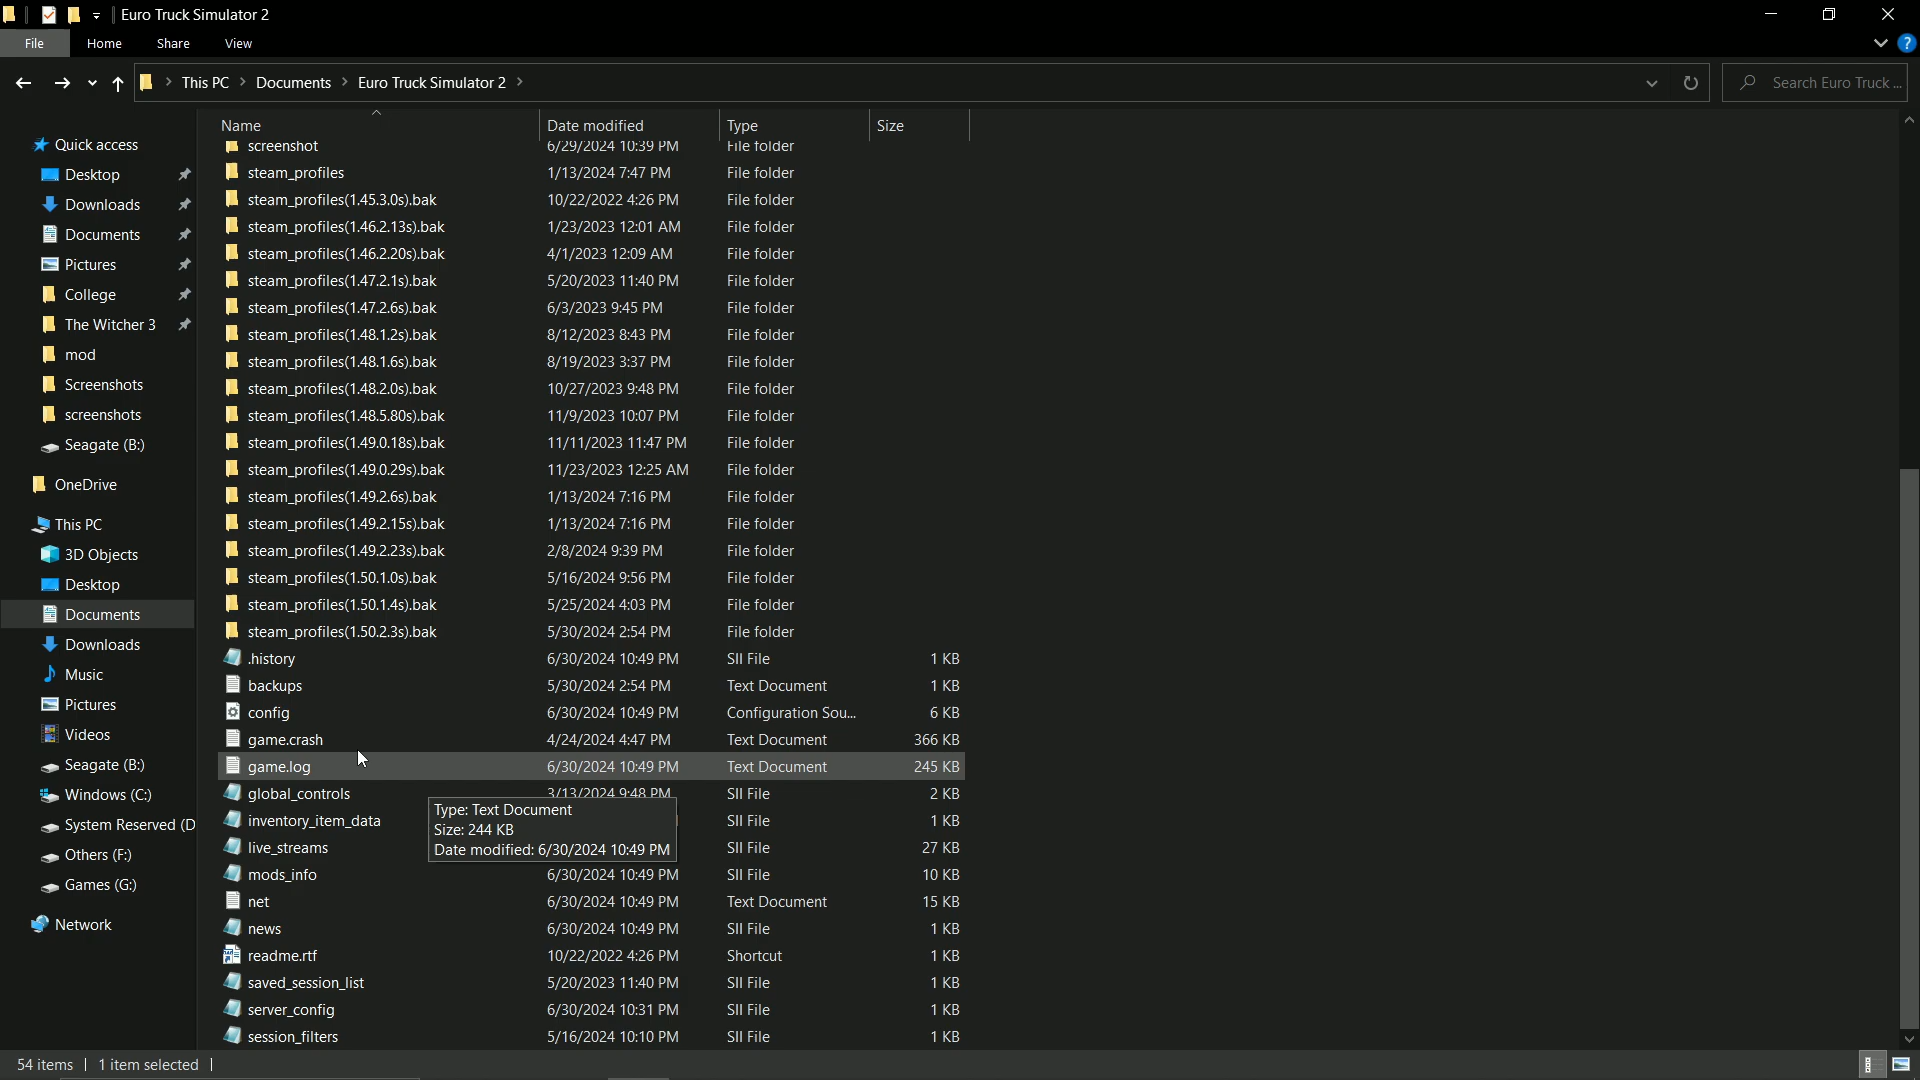 Euro Truck Simulator 2
File Home Share View
This PC > Documents > Euro Truck Simulator 2 >
Search Euro Truck ...
Name Date modified Type Size
Quick access
Desktop
Downloads
Documents
Pictures
College
The Witcher 3
mod
Screenshots
screenshots
Seagate (B:)
OneDrive
This PC
3D Objects
Desktop
Documents
Downloads
Music
Pictures
Videos
Seagate (B:)
Windows (C:)
System Reserved (D
Others (F:)
Games (G:)
Network
screenshot 6/29/2024 10:39 PM File folder
steam_profiles 1/13/2024 7:47 PM File folder
steam_profiles(1.45.3.0s).bak 10/22/2022 4:26 PM File folder
steam_profiles(1.46.2.13s).bak 1/23/2023 12:01 AM File folder
steam_profiles(1.46.2.20s).bak 4/1/2023 12:09 AM File folder
steam_profiles(1.47.2.1s).bak 5/20/2023 11:40 PM File folder
steam_profiles(1.47.2.6s).bak 6/3/2023 9:45 PM File folder
steam_profiles(1.48.1.2s).bak 8/12/2023 8:43 PM File folder
steam_profiles(1.48.1.6s).bak 8/19/2023 3:37 PM File folder
steam_profiles(1.48.2.0s).bak 10/27/2023 9:48 PM File folder
steam_profiles(1.48.5.80s).bak 11/9/2023 10:07 PM File folder
steam_profiles(1.49.0.18s).bak 11/11/2023 11:47 PM File folder
steam_profiles(1.49.0.29s).bak 11/23/2023 12:25 AM File folder
steam_profiles(1.49.2.6s).bak 1/13/2024 7:16 PM File folder
steam_profiles(1.49.2.15s).bak 1/13/2024 7:16 PM File folder
steam_profiles(1.49.2.23s).bak 2/8/2024 9:39 PM File folder
steam_profiles(1.50.1.0s).bak 5/16/2024 9:56 PM File folder
steam_profiles(1.50.1.4s).bak 5/25/2024 4:03 PM File folder
steam_profiles(1.50.2.3s).bak 5/30/2024 2:54 PM File folder
.history 6/30/2024 10:49 PM SII File 1 KB
backups 5/30/2024 2:54 PM Text Document 1 KB
config 6/30/2024 10:49 PM Configuration Sou... 6 KB
game.crash 4/24/2024 4:47 PM Text Document 366 KB
game.log 6/30/2024 10:49 PM Text Document 245 KB
global_controls 3/13/2024 9:48 PM SII File 2 KB
inventory_item_data SII File 1 KB
live_streams SII File 27 KB
Type: Text Document
Size: 244 KB
Date modified: 6/30/2024 10:49 PM
mods_info 6/30/2024 10:49 PM SII File 10 KB
net 6/30/2024 10:49 PM Text Document 15 KB
news 6/30/2024 10:49 PM SII File 1 KB
readme.rtf 10/22/2022 4:26 PM Shortcut 1 KB
saved_session_list 5/20/2023 11:40 PM SII File 1 KB
server_config 6/30/2024 10:31 PM SII File 1 KB
session_filters 5/16/2024 10:10 PM SII File 1 KB
54 items 1 item selected